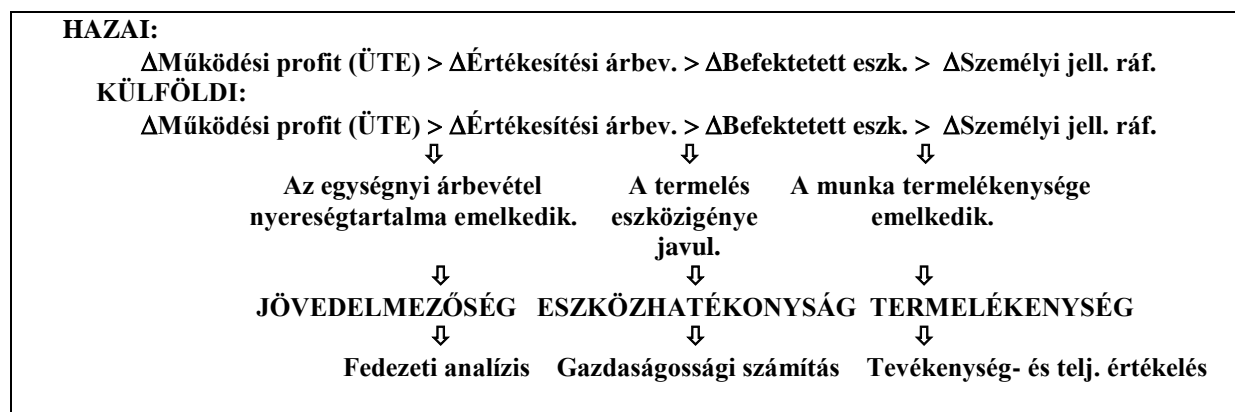 HAZAI:
ΔMűködési profit (ÜTE) > ΔÉrtékesítési árbev. > ΔBefektetett eszk. > ΔSzemélyi jell. ráf.
KÜLFÖLDI:
ΔMűködési profit (ÜTE) > ΔÉrtékesítési árbev. > ΔBefektetett eszk. > ΔSzemélyi jell. ráf.
⇩ ⇩ ⇩
Az egységnyi árbevétel A termelés A munka termelékenysége
nyereségtartalma emelkedik. eszközigénye emelkedik.
javul.
⇩ ⇩ ⇩
JÖVEDELMEZŐSÉG ESZKÖZHATÉKONYSÁG TERMELÉKENYSÉG
⇩ ⇩ ⇩
Fedezeti analízis Gazdaságossági számítás Tevékenység- és telj. értékelés